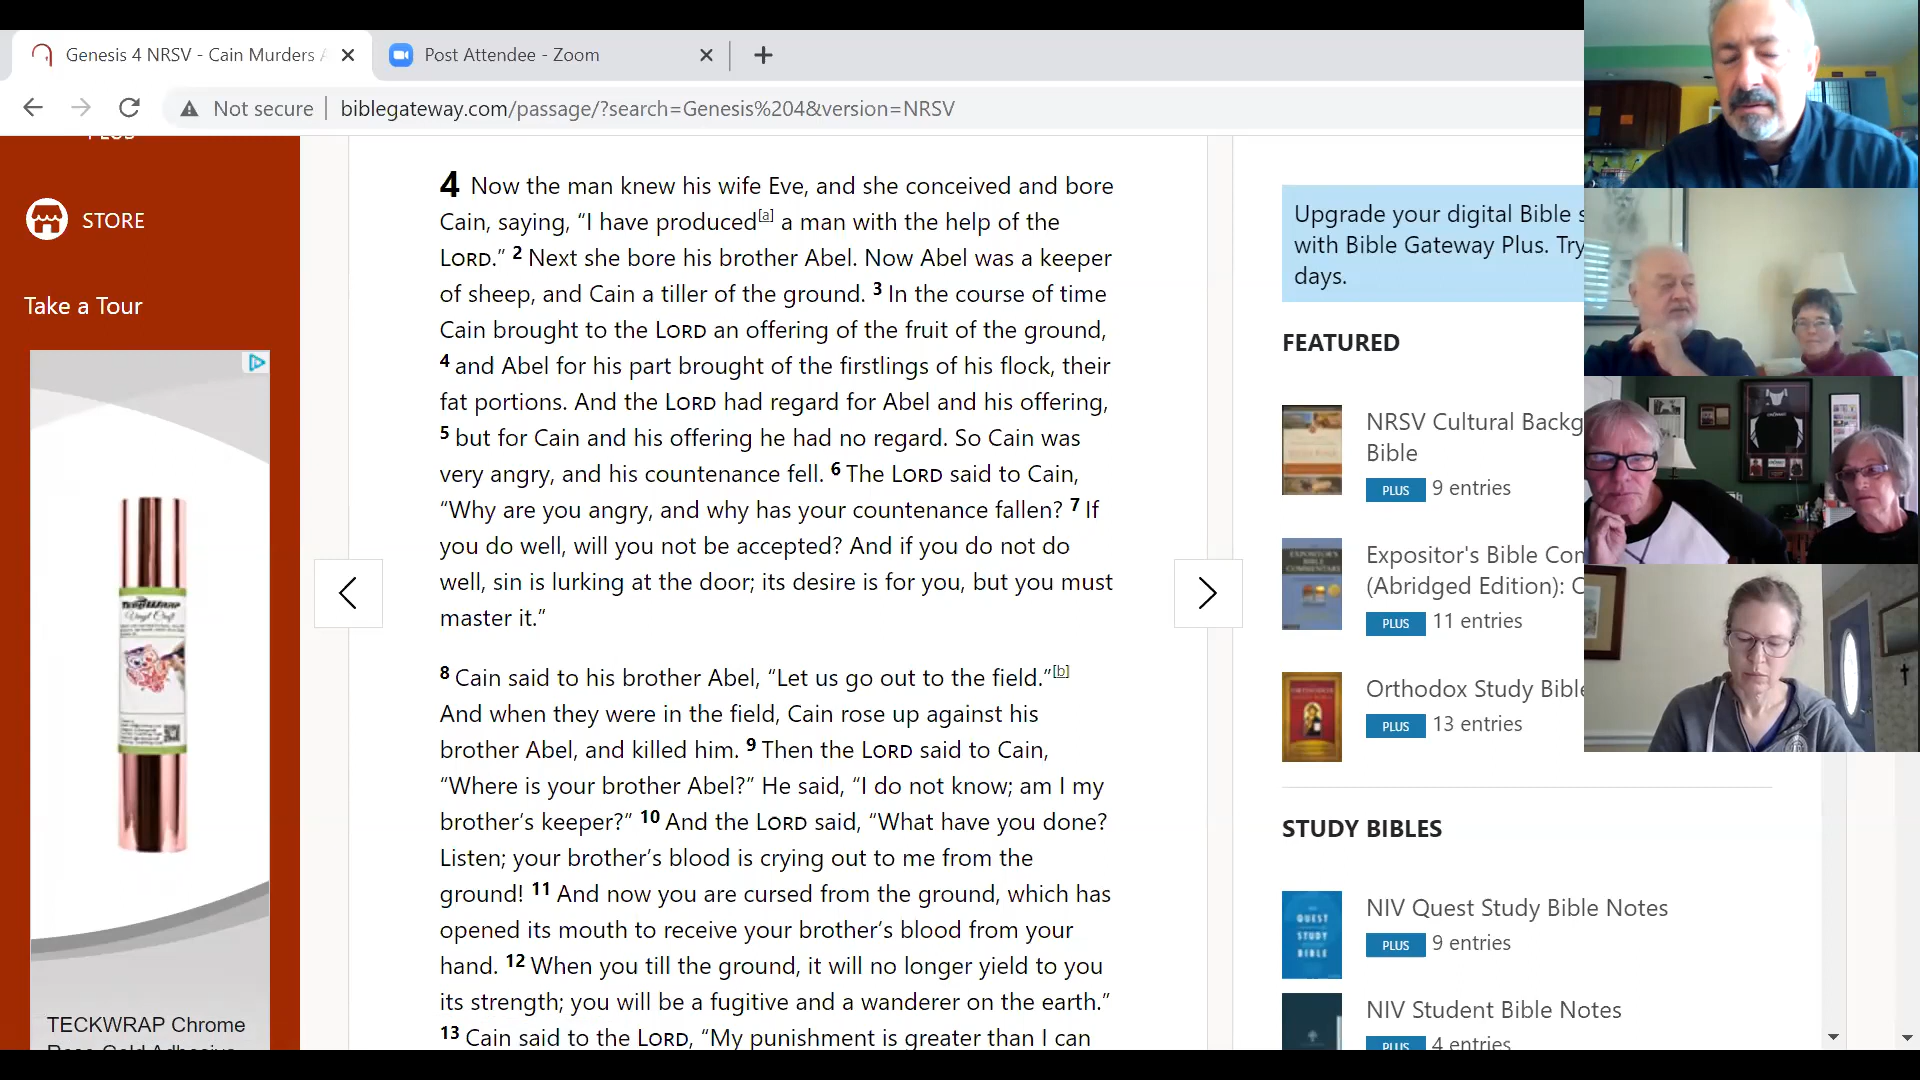 Genesis 4 NRSV - Cain Murders A
Post Attendee - Zoom
Not secure
biblegateway.com/passage/?search=Genesis%204&version=NRSV
PLUS
STORE
Take a Tour
TECKWRAP
Vinyl Craft
TECKWRAP Chrome
Rose Gold Adhesive
4 Now the man knew his wife Eve, and she conceived and bore
Cain, saying, “I have produced[a] a man with the help of the
LORD.” 2 Next she bore his brother Abel. Now Abel was a keeper
of sheep, and Cain a tiller of the ground. 3 In the course of time
Cain brought to the LORD an offering of the fruit of the ground,
4 and Abel for his part brought of the firstlings of his flock, their
fat portions. And the LORD had regard for Abel and his offering,
5 but for Cain and his offering he had no regard. So Cain was
very angry, and his countenance fell. 6 The LORD said to Cain,
“Why are you angry, and why has your countenance fallen? 7 If
you do well, will you not be accepted? And if you do not do
well, sin is lurking at the door; its desire is for you, but you must
master it.”
8 Cain said to his brother Abel, “Let us go out to the field.”[b]
And when they were in the field, Cain rose up against his
brother Abel, and killed him. 9 Then the LORD said to Cain,
“Where is your brother Abel?” He said, “I do not know; am I my
brother’s keeper?” 10 And the LORD said, “What have you done?
Listen; your brother’s blood is crying out to me from the
ground! 11 And now you are cursed from the ground, which has
opened its mouth to receive your brother’s blood from your
hand. 12 When you till the ground, it will no longer yield to you
its strength; you will be a fugitive and a wanderer on the earth.”
13 Cain said to the LORD, “My punishment is greater than I can
Upgrade your digital Bible s
with Bible Gateway Plus. Try
days.
FEATURED
NRSV Cultural Backg
Bible
PLUS 9 entries
EXPOSITOR'S
BIBLE
COMMENTARY
Expositor's Bible Com
(Abridged Edition): O
PLUS 11 entries
Orthodox Study Bible
PLUS 13 entries
STUDY BIBLES
QUEST
STUDY
BIBLE
NIV Quest Study Bible Notes
PLUS 9 entries
NIV Student Bible Notes
PLUS 4 entries